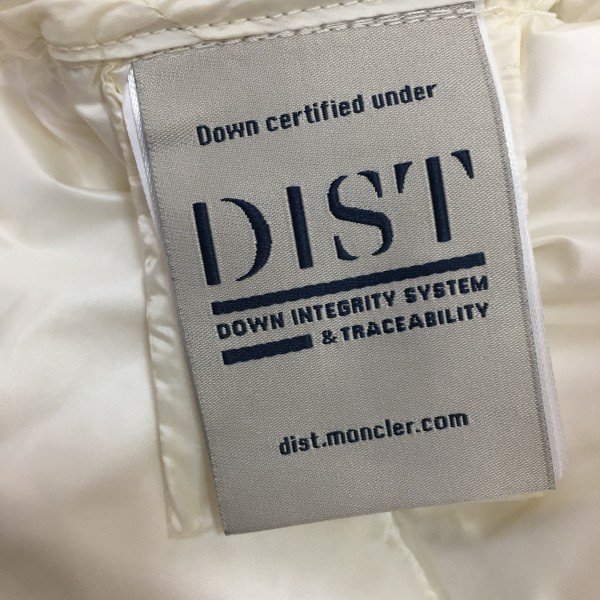 Down certified under
DIST
DOWN INTEGRITY SYSTEM
& TRACEABILITY
dist.moncler.com